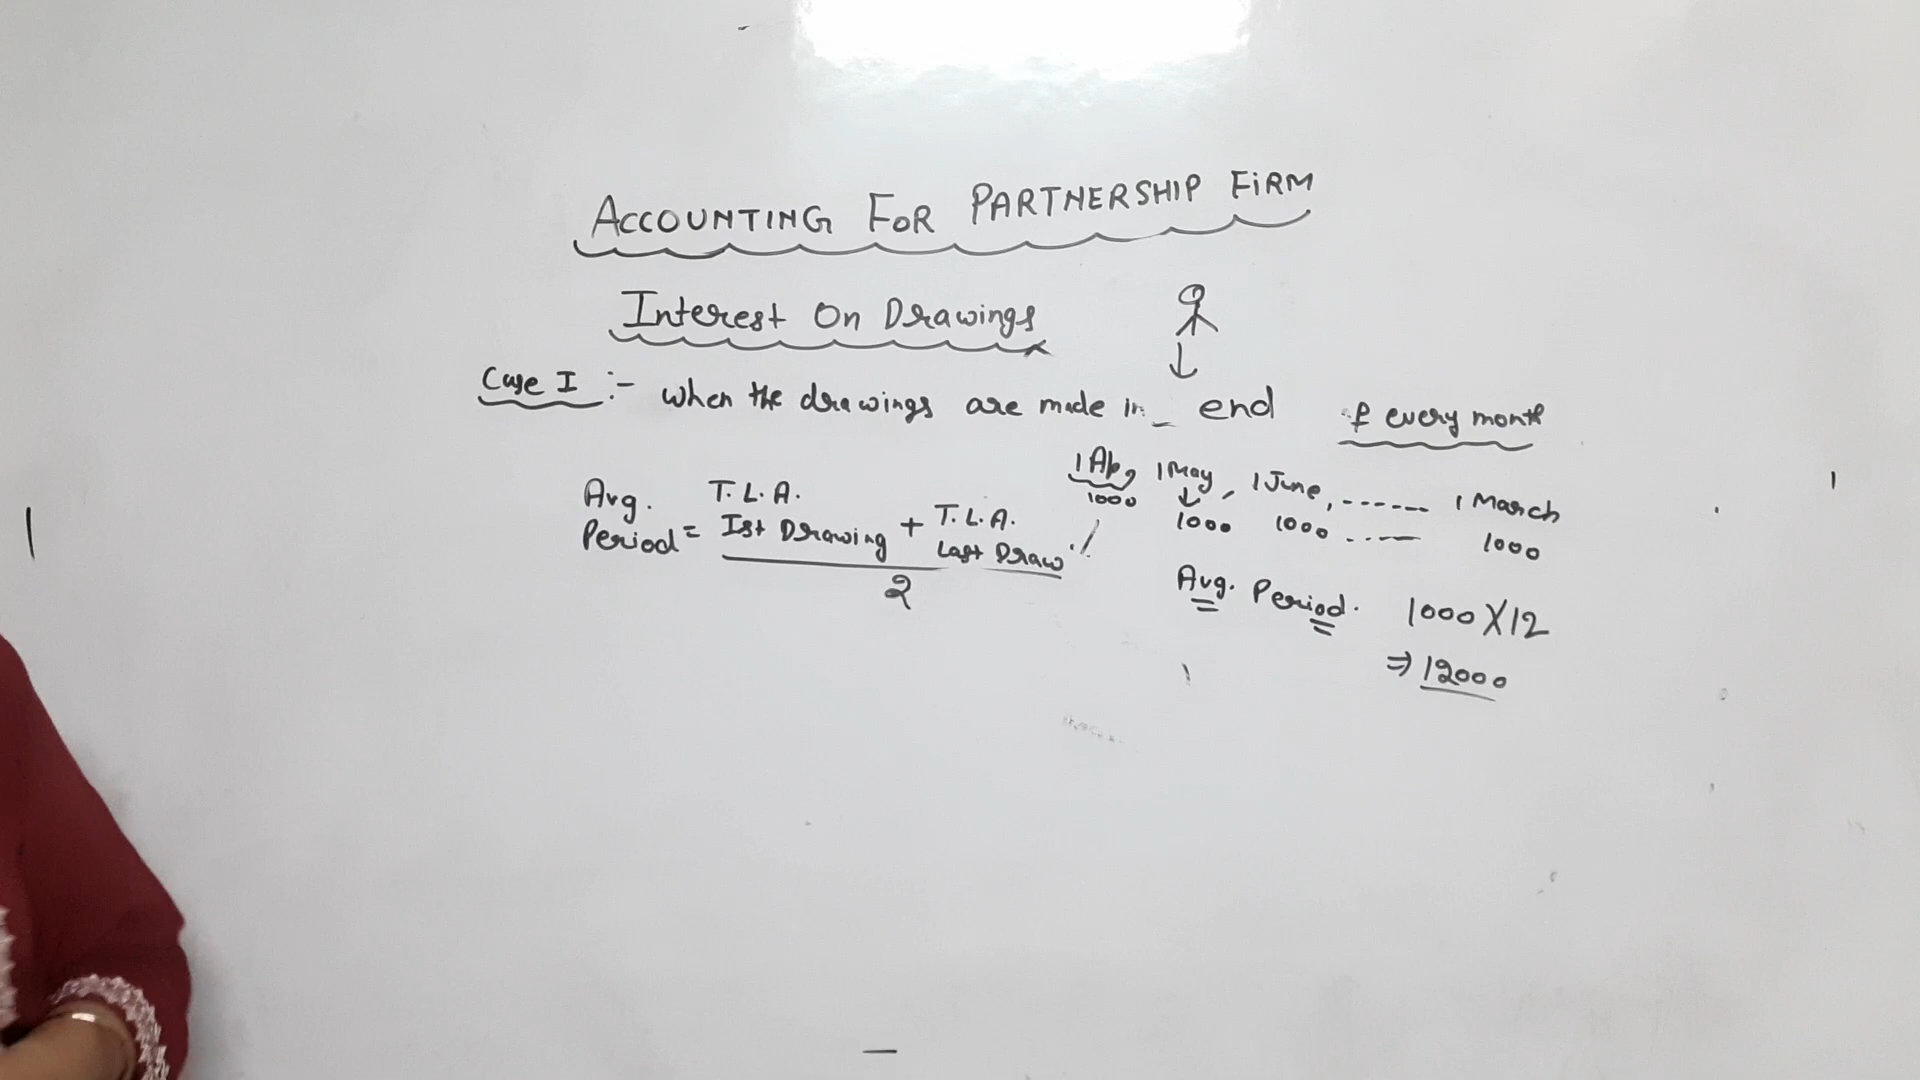 ACCOUNTING FOR PARTNERSHIP FIRM
Interest On Drawings
Case I :- when the drawings are made in end of every month
1 Ap, 1 May, 1 June, ------ 1 March
1000 1000 1000 ------ 1000
Avg. Period = T.L.A. Ist Drawing + T.L.A. Last Draw
2
Avg. Period. 1000 X 12
⇒ 12000